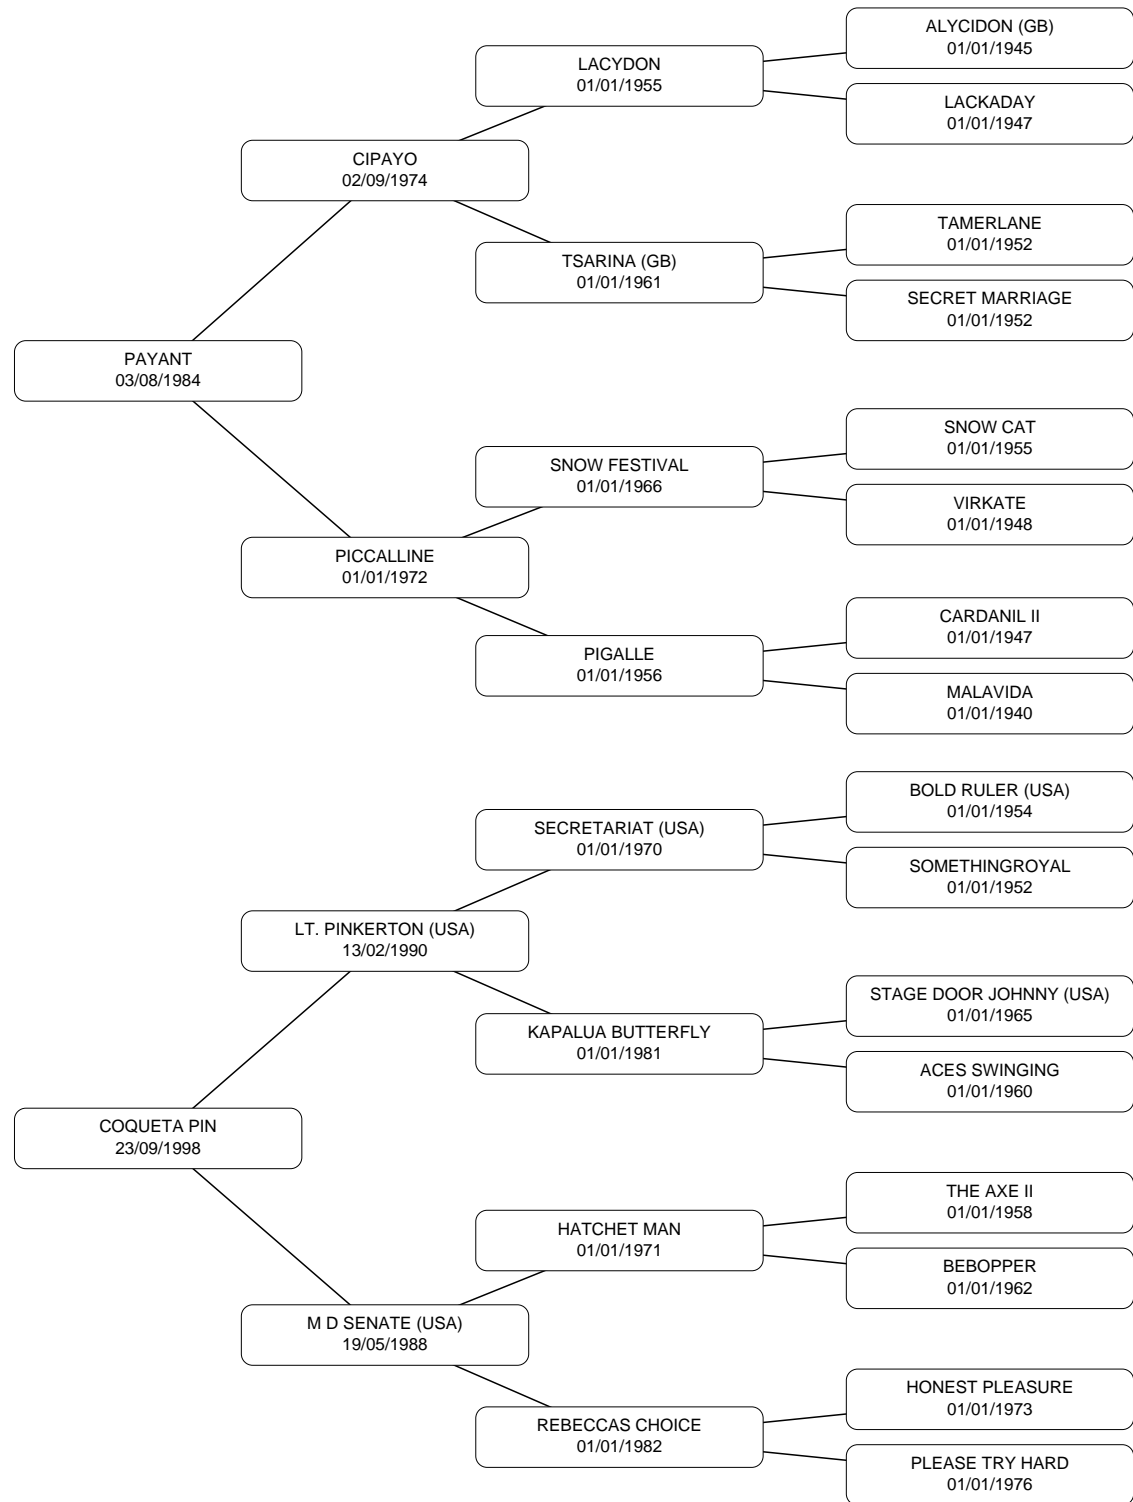 ALYCIDON (GB)
01/01/1945
LACYDON
01/01/1955
LACKADAY
01/01/1947
CIPAYO
02/09/1974
TAMERLANE
01/01/1952
TSARINA (GB)
01/01/1961
SECRET MARRIAGE
01/01/1952
PAYANT
03/08/1984
SNOW CAT
01/01/1955
SNOW FESTIVAL
01/01/1966
VIRKATE
01/01/1948
PICCALLINE
01/01/1972
CARDANIL II
01/01/1947
PIGALLE
01/01/1956
MALAVIDA
01/01/1940
BOLD RULER (USA)
01/01/1954
SECRETARIAT (USA)
01/01/1970
SOMETHINGROYAL
01/01/1952
LT. PINKERTON (USA)
13/02/1990
STAGE DOOR JOHNNY (USA)
01/01/1965
KAPALUA BUTTERFLY
01/01/1981
ACES SWINGING
01/01/1960
COQUETA PIN
23/09/1998
THE AXE II
01/01/1958
HATCHET MAN
01/01/1971
BEBOPPER
01/01/1962
M D SENATE (USA)
19/05/1988
HONEST PLEASURE
01/01/1973
REBECCAS CHOICE
01/01/1982
PLEASE TRY HARD
01/01/1976